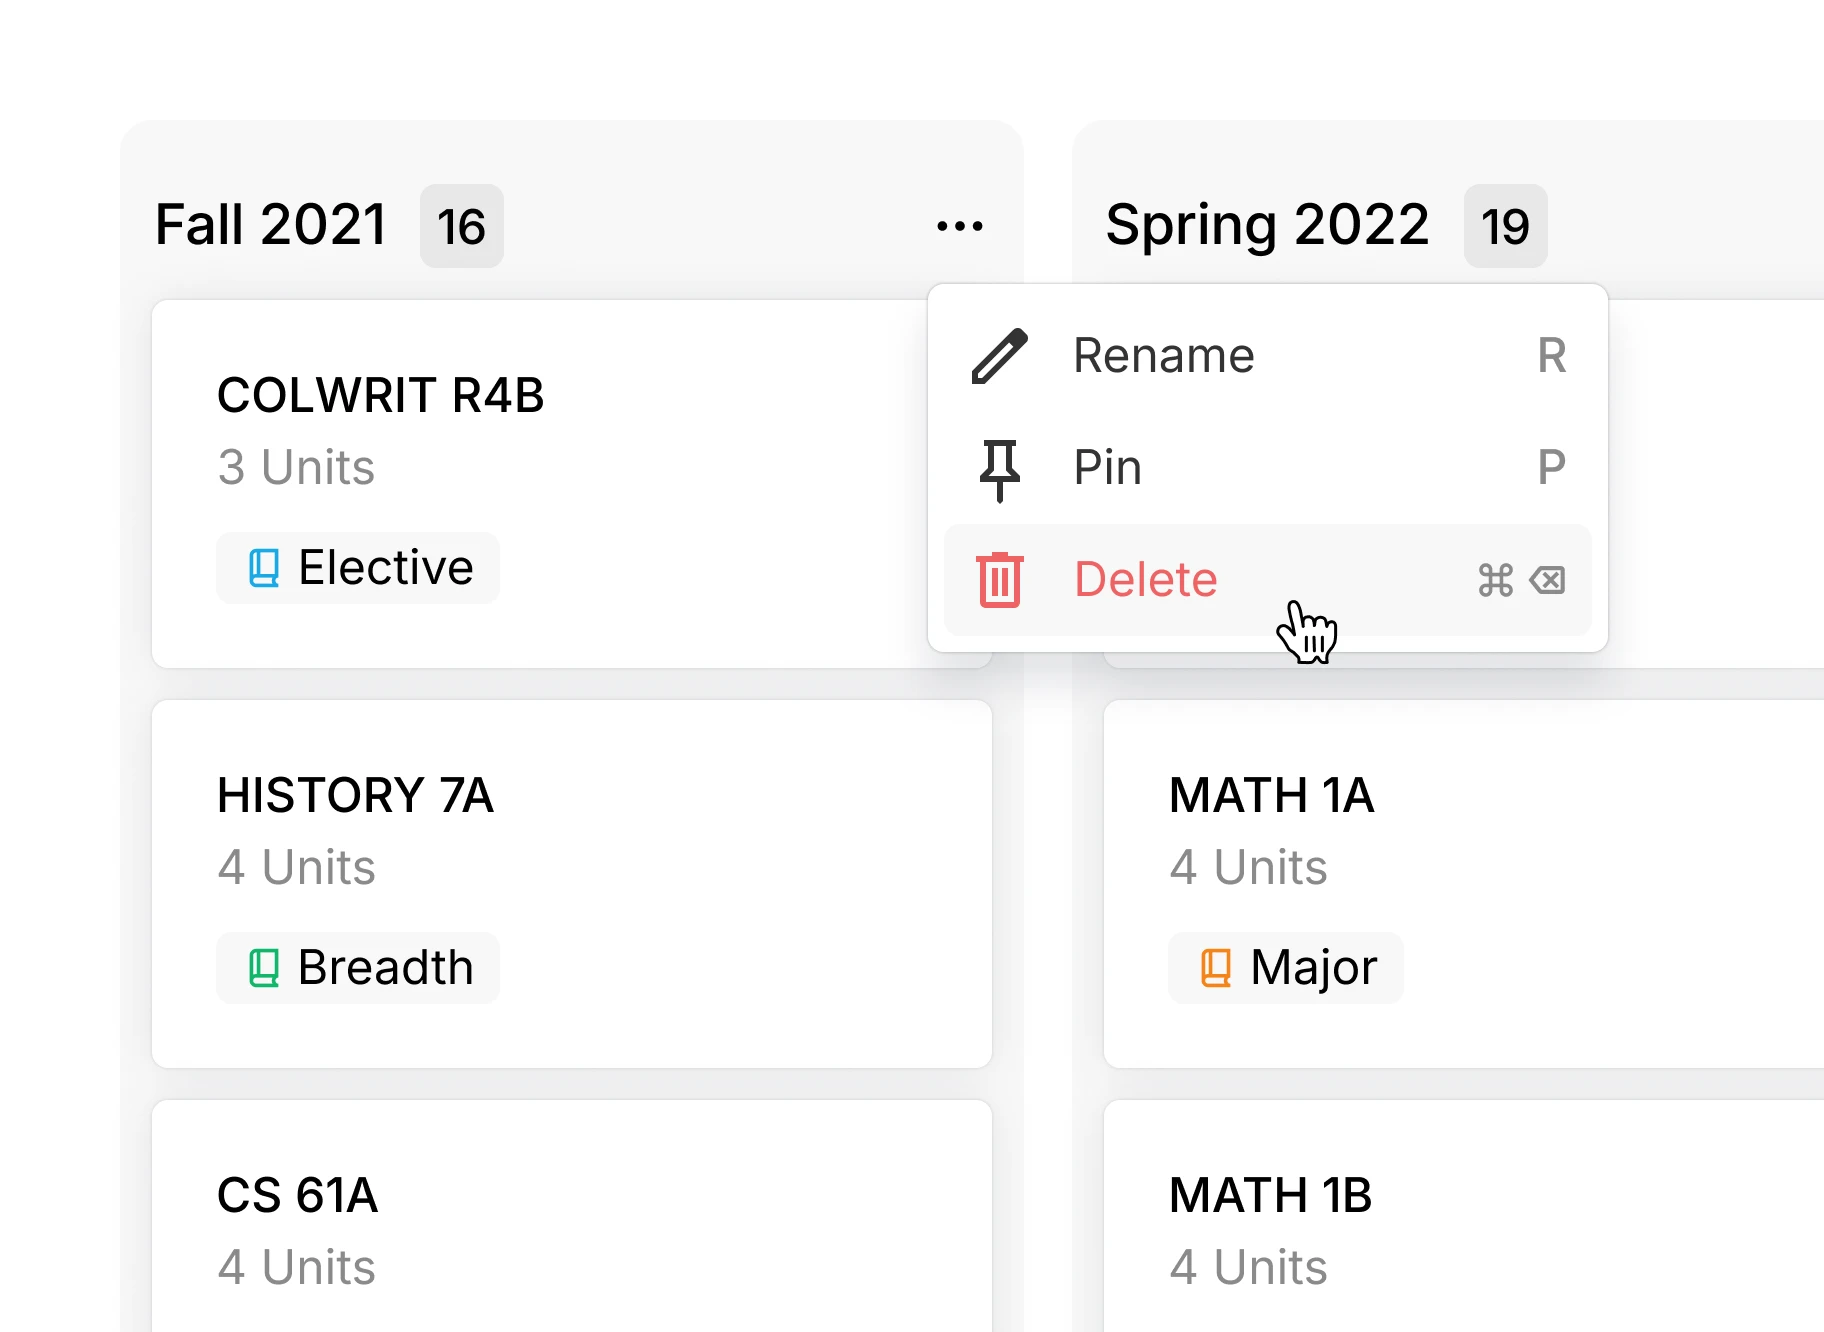 Fall 2021 16
COLWRIT R4B
3 Units
Elective
HISTORY 7A
4 Units
Breadth
CS 61A
4 Units
Spring 2022 19
Rename R
Pin P
Delete ⌘ ⌫
MATH 1A
4 Units
Major
MATH 1B
4 Units